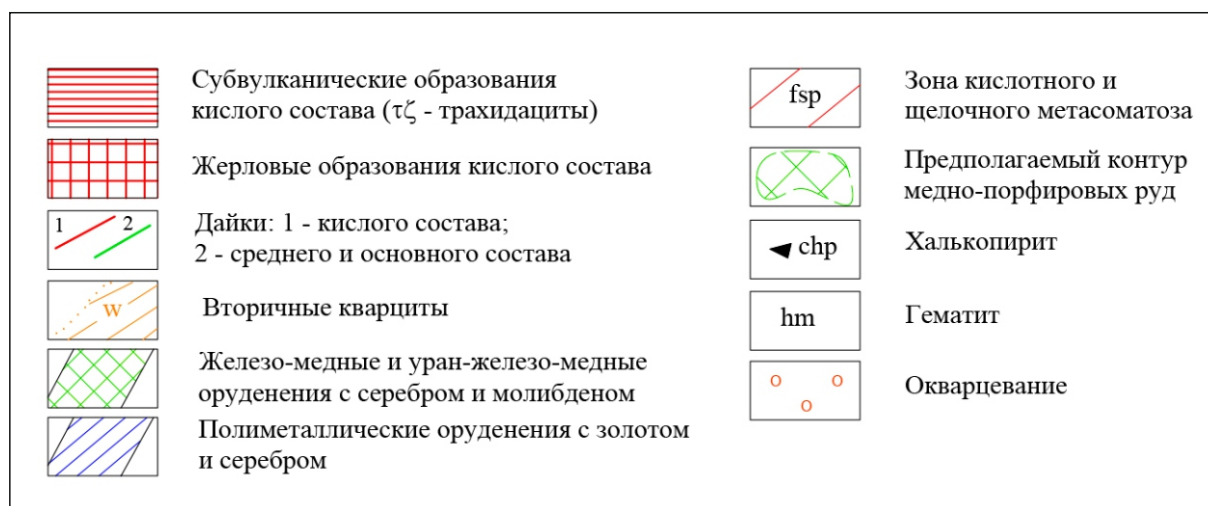 Субвулканические образования
кислого состава (τζ - трахидациты)
Жерловые образования кислого состава
1 2
Дайки: 1 - кислого состава;
2 - среднего и основного состава
w
Вторичные кварциты
Железо-медные и уран-железо-медные
оруденения с серебром и молибденом
Полиметаллические оруденения с золотом
и серебром
fsp
Зона кислотного и
щелочного метасоматоза
Предполагаемый контур
медно-порфировых руд
chp
Халькопирит
hm
Гематит
Окварцевание